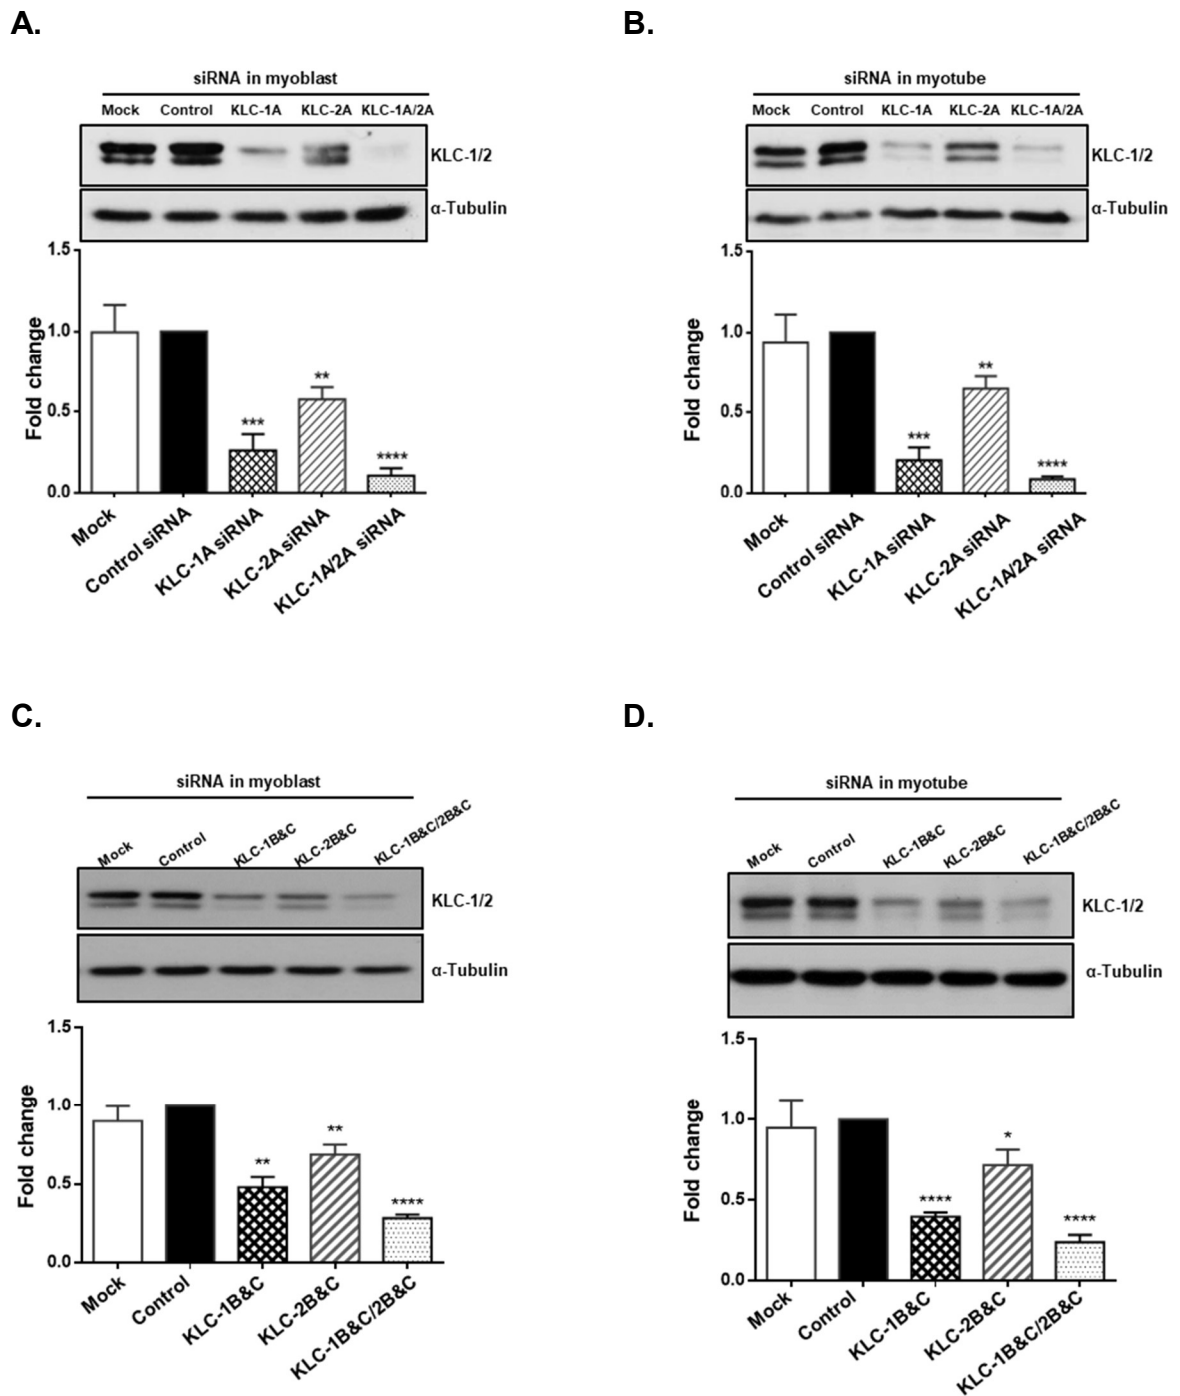 A.
siRNA in myoblast
Mock Control KLC-1A KLC-2A KLC-1A/2A
KLC-1/2
α-Tubulin
1.5
1.0
0.5
0.0
Fold change
***
**
****
Mock
Control siRNA
KLC-1A siRNA
KLC-2A siRNA
KLC-1A/2A siRNA
B.
siRNA in myotube
Mock Control KLC-1A KLC-2A KLC-1A/2A
KLC-1/2
α-Tubulin
1.5
1.0
0.5
0.0
Fold change
***
**
****
Mock
Control siRNA
KLC-1A siRNA
KLC-2A siRNA
KLC-1A/2A siRNA
C.
siRNA in myoblast
Mock Control KLC-1B&C KLC-2B&C KLC-1B&C/2B&C
KLC-1/2
α-Tubulin
1.5
1.0
0.5
0.0
Fold change
**
**
****
Mock
Control
KLC-1B&C
KLC-2B&C
KLC-1B&C/2B&C
D.
siRNA in myotube
Mock Control KLC-1B&C KLC-2B&C KLC-1B&C/2B&C
KLC-1/2
α-Tubulin
1.5
1.0
0.5
0.0
Fold change
****
*
****
Mock
Control
KLC-1B&C
KLC-2B&C
KLC-1B&C/2B&C